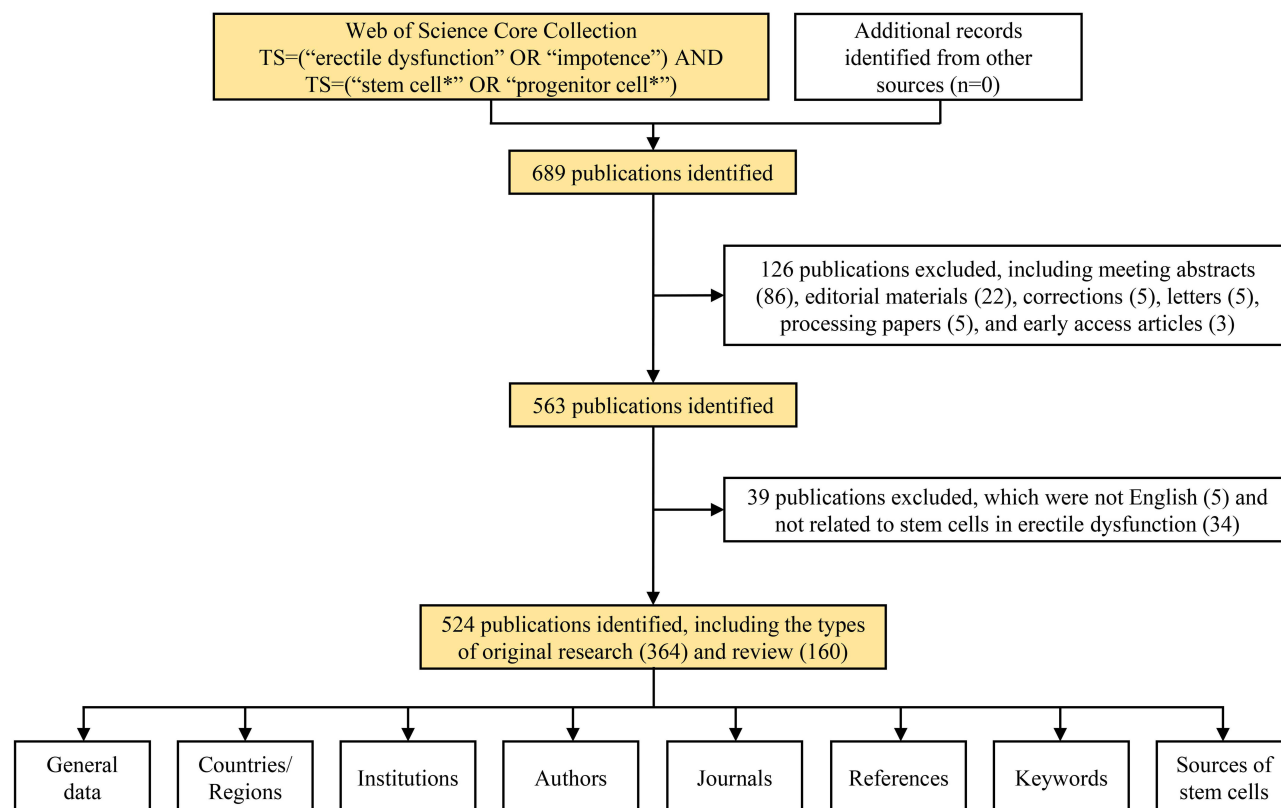 Web of Science Core Collection
TS=(“erectile dysfunction” OR “impotence”) AND
TS=(“stem cell*” OR “progenitor cell*”)
Additional records
identified from other
sources (n=0)
689 publications identified
126 publications excluded, including meeting abstracts
(86), editorial materials (22), corrections (5), letters (5),
processing papers (5), and early access articles (3)
563 publications identified
39 publications excluded, which were not English (5) and
not related to stem cells in erectile dysfunction (34)
524 publications identified, including the types
of original research (364) and review (160)
General
data
Countries/
Regions
Institutions
Authors
Journals
References
Keywords
Sources of
stem cells